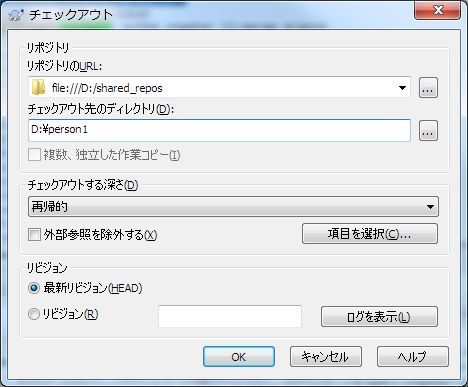 チェックアウト
リポジトリ
リポジトリのURL:
file:///D:/shared_repos
...
チェックアウト先のディレクトリ(D):
D:¥person1
...
複数、独立した作業コピー(I)
チェックアウトする深さ(D)
再帰的
外部参照を除外する(X)
項目を選択(C)...
リビジョン
最新リビジョン(HEAD)
リビジョン(R)
ログを表示(L)
OK
キャンセル
ヘルプ